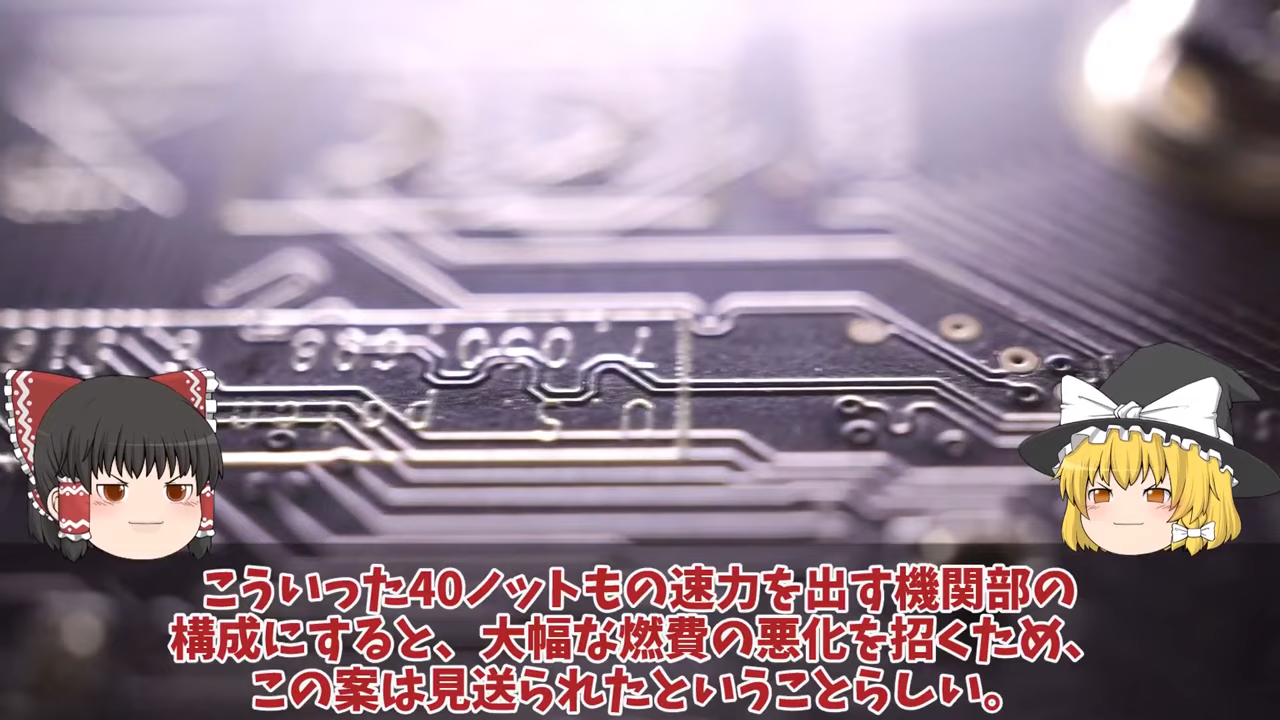 こういった40ノットもの速力を出す機関部の
構成にすると、大幅な燃費の悪化を招くため、
この案は見送られたということらしい。